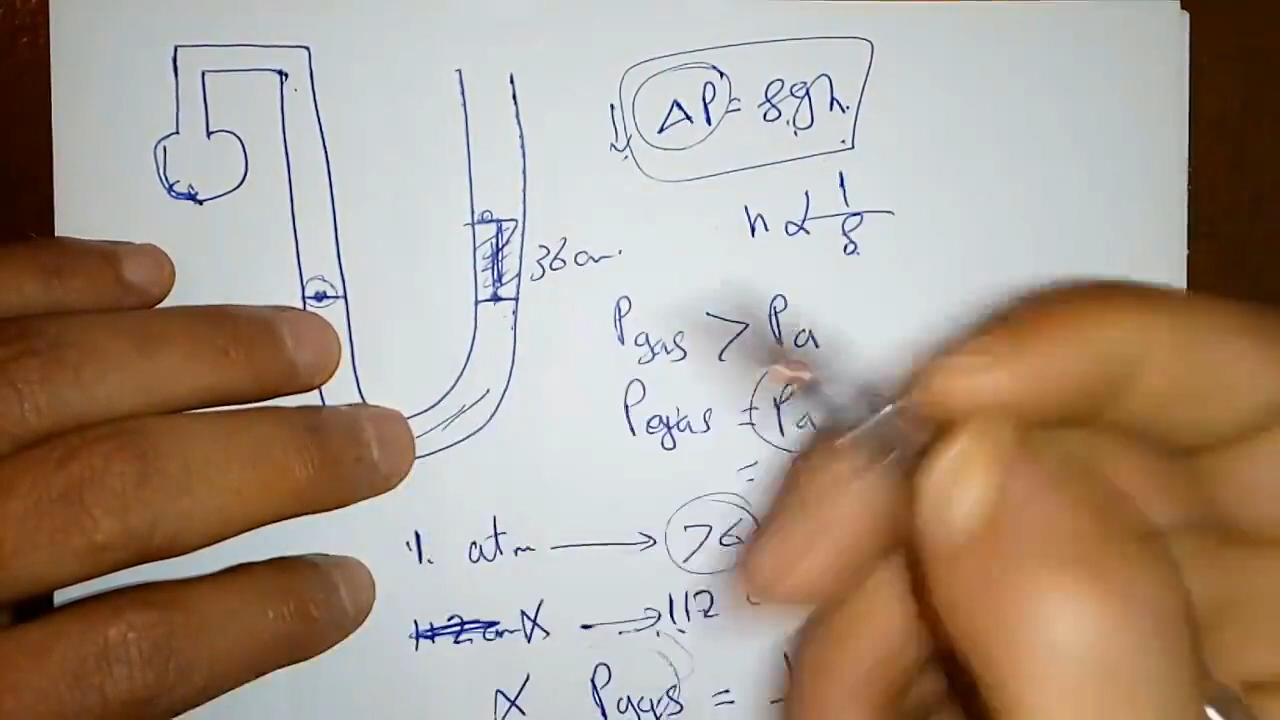 ΔP = ρgh.
h α 1/ρ
36 cm.
Pgas > Pa
Pgas = Pa
=
1. atm → 76
X → 112
X Pgas =